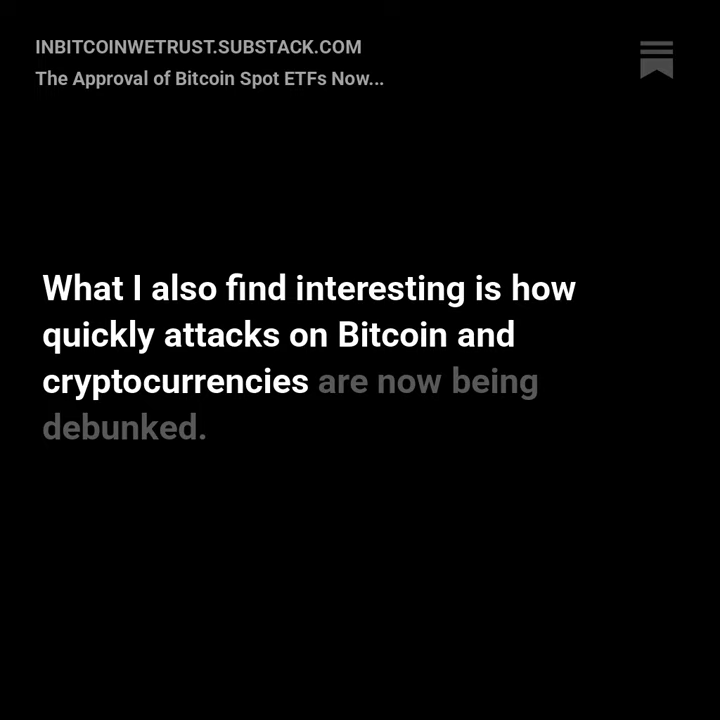 INBITCOINWETRUST.SUBSTACK.COM
The Approval of Bitcoin Spot ETFs Now...
What I also find interesting is how
quickly attacks on Bitcoin and
cryptocurrencies are now being
debunked.